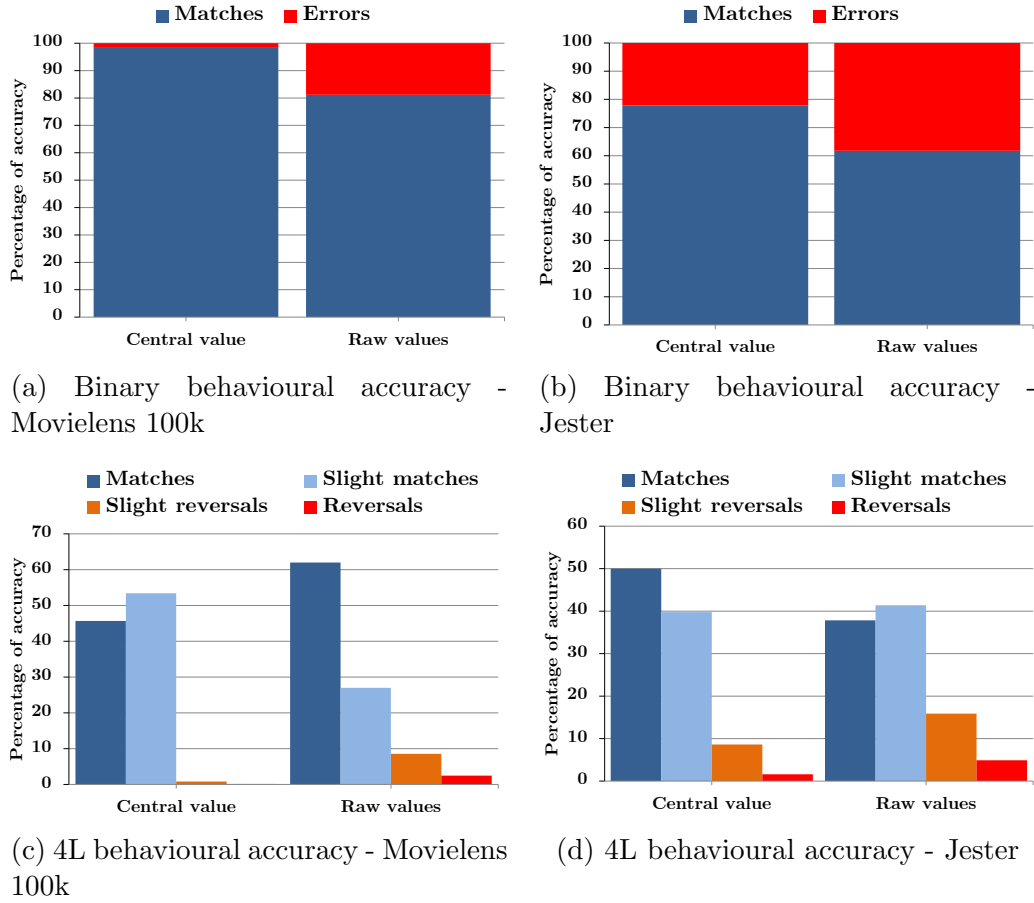 Matches Errors
Percentage of accuracy
100
90
80
70
60
50
40
30
20
10
0
Central value Raw values
(a) Binary behavioural accuracy -
Movielens 100k
Matches Errors
Percentage of accuracy
100
90
80
70
60
50
40
30
20
10
0
Central value Raw values
(b) Binary behavioural accuracy -
Jester
Matches Slight matches
Slight reversals Reversals
Percentage of accuracy
70
60
50
40
30
20
10
0
Central value Raw values
(c) 4L behavioural accuracy - Movielens
100k
Matches Slight matches
Slight reversals Reversals
Percentage of accuracy
60
50
40
30
20
10
0
Central value Raw values
(d) 4L behavioural accuracy - Jester